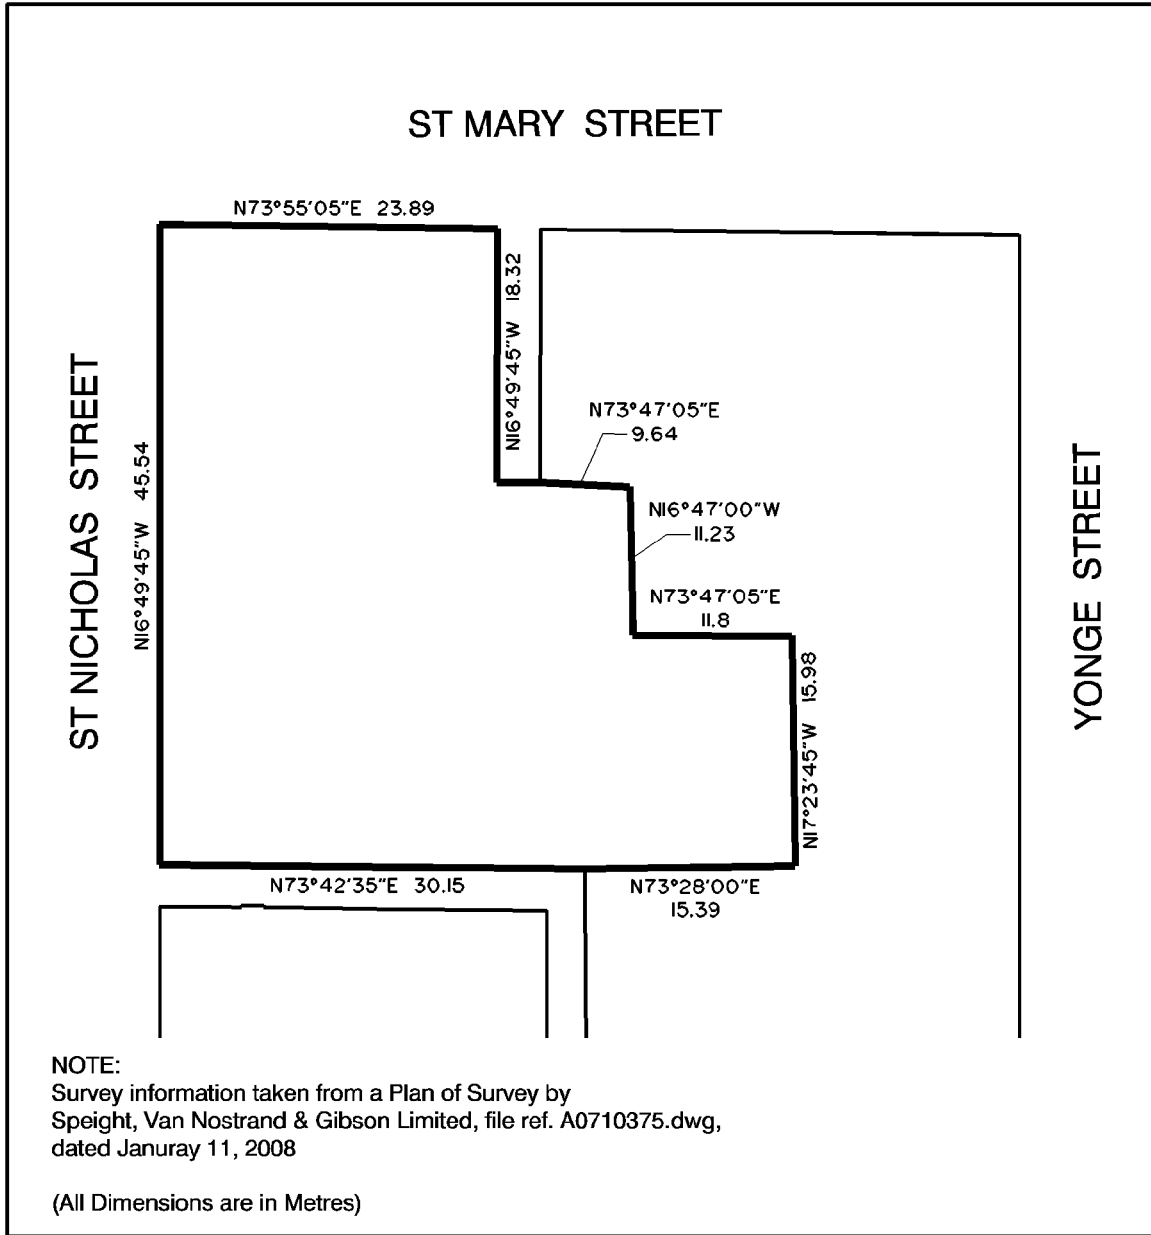 ST MARY STREET
N73°55'05"E 23.89
N16°49'45"W 18.32
N73°47'05"E
9.64
N16°47'00"W
11.23
N73°47'05"E
11.8
N17°23'45"W 15.98
ST NICHOLAS STREET
N16°49'45"W 45.54
YONGE STREET
N73°42'35"E 30.15
N73°28'00"E
15.39
NOTE:
Survey information taken from a Plan of Survey by
Speight, Van Nostrand & Gibson Limited, file ref. A0710375.dwg,
dated Januray 11, 2008
(All Dimensions are in Metres)